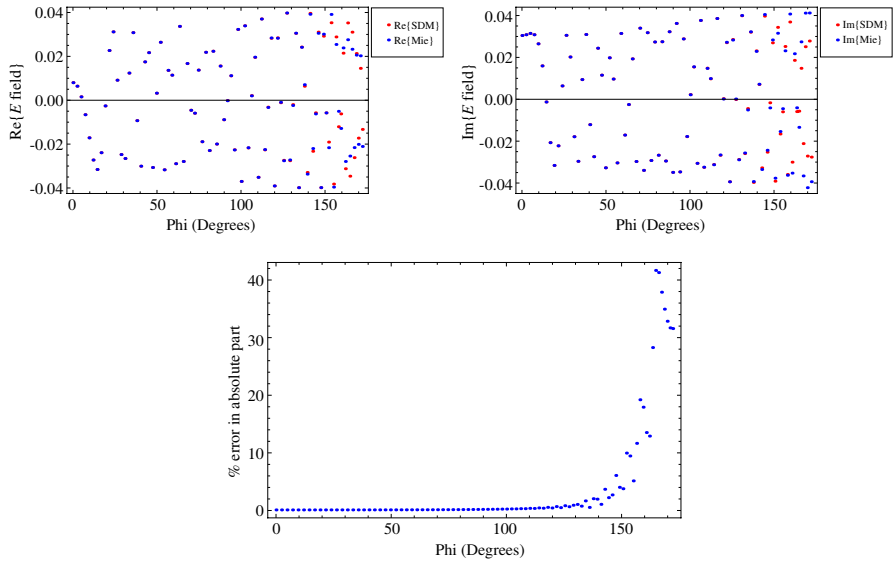 0.04
0.02
0.00
-0.02
-0.04
0
50
100
150
Re{E field}
Phi (Degrees)
Re{SDM}
Re{Mie}
0.04
0.02
0.00
-0.02
-0.04
0
50
100
150
Im{E field}
Phi (Degrees)
Im{SDM}
Im{Mie}
40
30
20
10
0
0
50
100
150
% error in absolute part
Phi (Degrees)